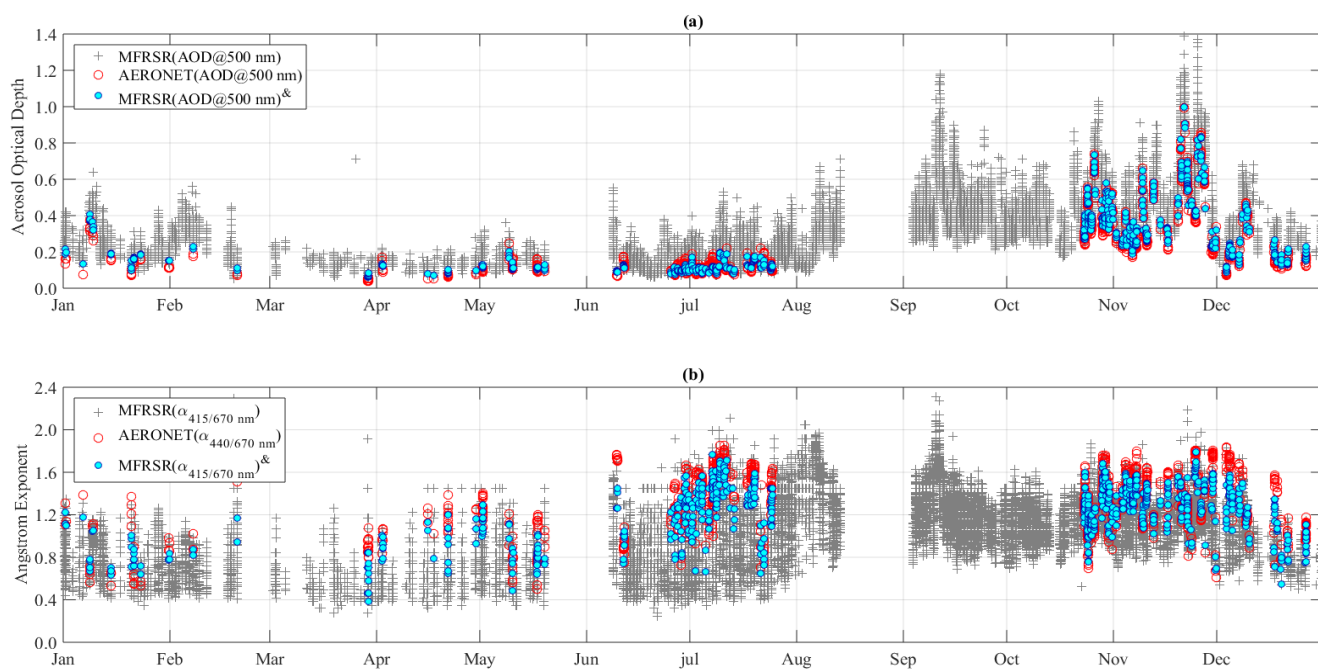 (a)
1.4
1.2
1.0
0.8
0.6
0.4
0.2
0.0
Aerosol Optical Depth
MFRSR(AOD@500 nm)
AERONET(AOD@500 nm)
MFRSR(AOD@500 nm)&
Jan Feb Mar Apr May Jun jul Aug Sep Oct Nov Dec
(b)
2.4
2.0
1.6
1.2
0.8
0.4
0.0
Angstrom Exponent
MFRSR(α415/670 nm)
AERONET(α440/670 nm)
MFRSR(α415/670 nm)&
Jan Feb Mar Apr May Jun jul Aug Sep Oct Nov Dec